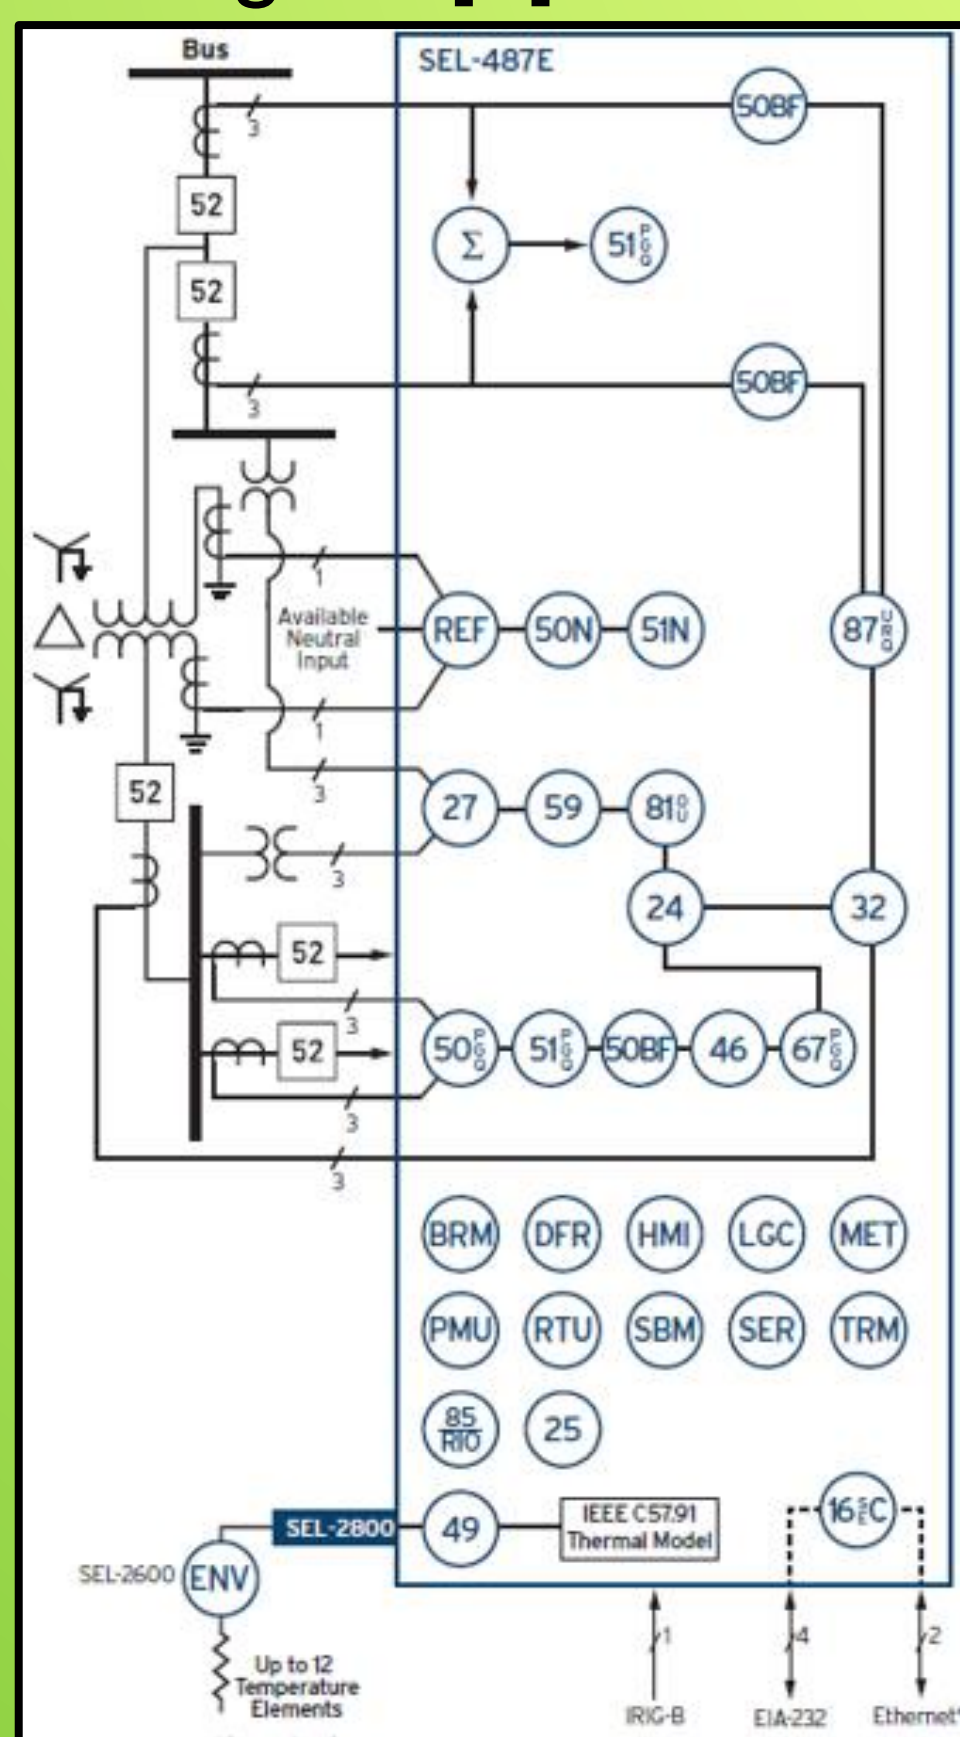 Bus
SEL-487E
3
50BF
52
Σ
51 P G Q
52
50BF
3
1
Available
Neutral
Input
REF
50N
51N
87
1
52
3
27
59
81 O U
3
24
32
52
3
50 P G Q
51 P G Q
50BF
46
67 P G Q
52
3
3
BRM
DFR
HMI
LGC
MET
PMU
RTU
SBM
SER
TRM
85
RIO
25
16 S E C
SEL-2800
49
IEEE C57.91
Thermal Model
SEL-2600
ENV
Up to 12
Temperature
Elements
1
4
2
IRIG-B
EIA-232
Ethernet*